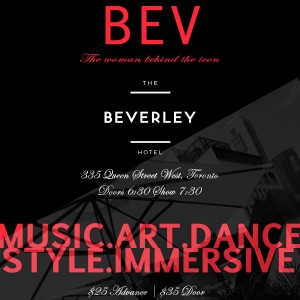 BEV
The woman behind the icon
THE
BEVERLEY
HOTEL
335 Queen Street West, Toronto
Doors 6:30 Show 7:30
MUSIC.ART.DANCE
STYLE.IMMERSIVE
$25 Advance | $35 Door